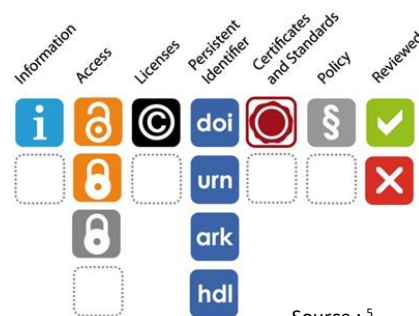 Information
Access
Licenses
Persistent
Identifier
Certificates
and Standards
Policy
Reviewed
i
©
doi
§
urn
ark
hdl
Source : 5